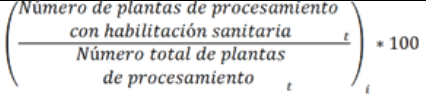 (Número de plantas de procesamiento
con habilitación sanitaria t
Número total de plantas
de procesamiento t) i * 100